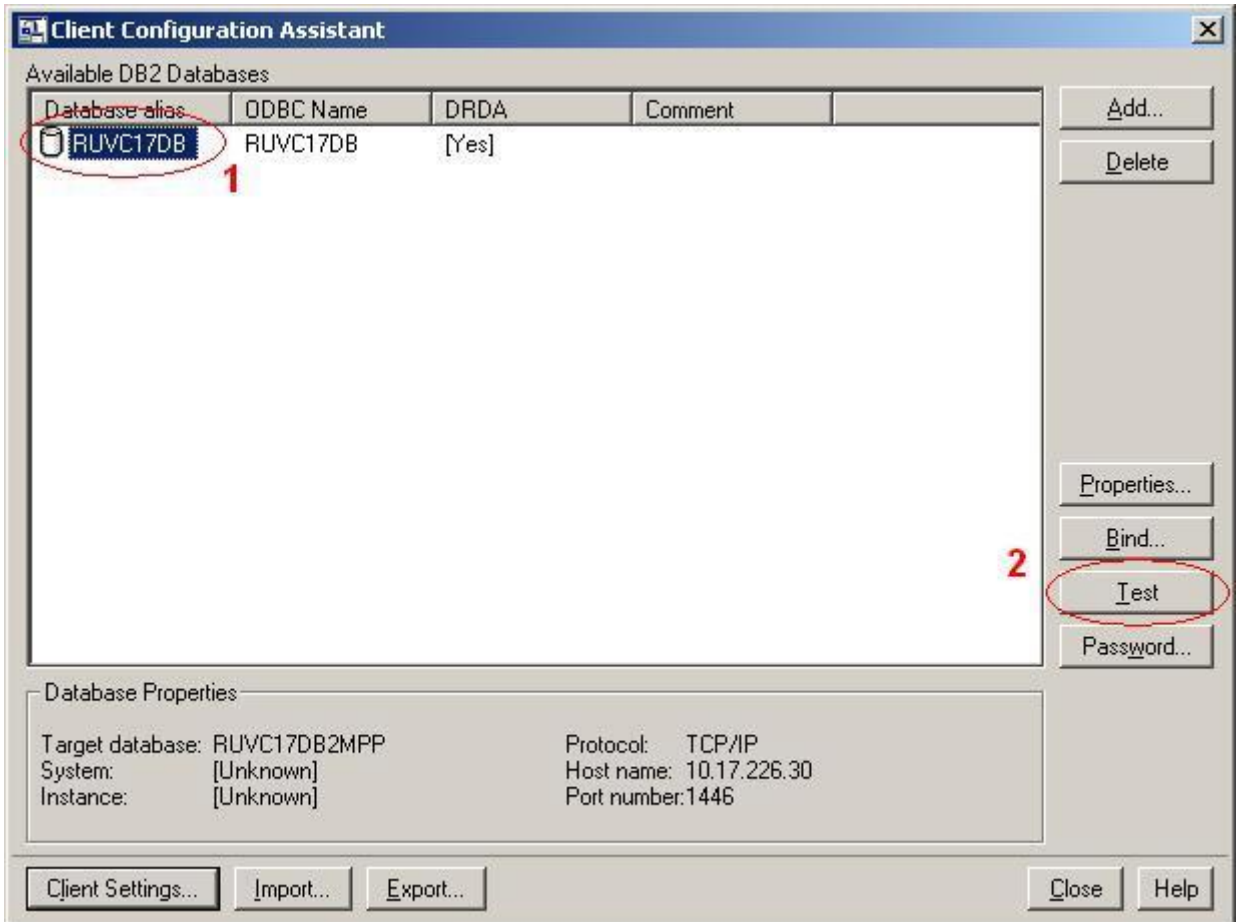 Client Configuration Assistant
Available DB2 Databases
Database alias ODBC Name DRDA Comment
RUVC17DB RUVC17DB [Yes]
1
Add...
Delete
Properties...
Bind...
2
Test
Password...
Database Properties
Target database: RUVC17DB2MPP Protocol: TCP/IP
System: [Unknown] Host name: 10.17.226.30
Instance: [Unknown] Port number:1446
Client Settings... Import... Export... Close Help